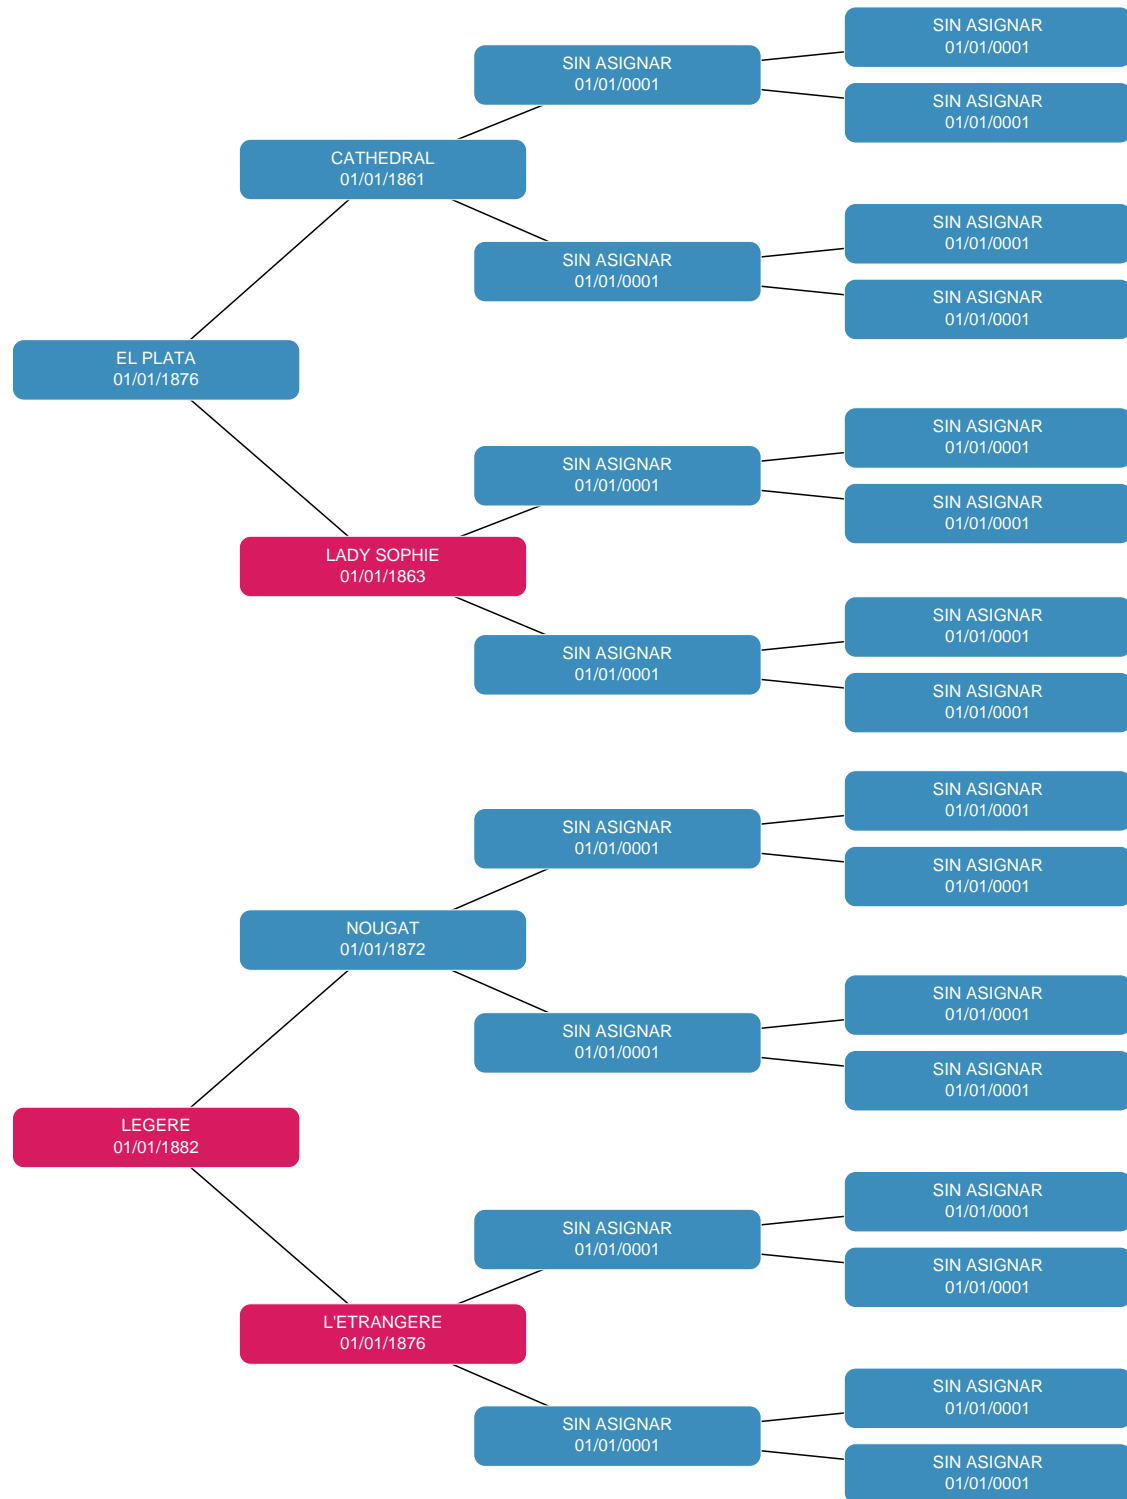 SIN ASIGNAR
01/01/0001
SIN ASIGNAR
01/01/0001
SIN ASIGNAR
01/01/0001
CATHEDRAL
01/01/1861
SIN ASIGNAR
01/01/0001
SIN ASIGNAR
01/01/0001
SIN ASIGNAR
01/01/0001
EL PLATA
01/01/1876
SIN ASIGNAR
01/01/0001
SIN ASIGNAR
01/01/0001
SIN ASIGNAR
01/01/0001
LADY SOPHIE
01/01/1863
SIN ASIGNAR
01/01/0001
SIN ASIGNAR
01/01/0001
SIN ASIGNAR
01/01/0001
SIN ASIGNAR
01/01/0001
SIN ASIGNAR
01/01/0001
SIN ASIGNAR
01/01/0001
NOUGAT
01/01/1872
SIN ASIGNAR
01/01/0001
SIN ASIGNAR
01/01/0001
SIN ASIGNAR
01/01/0001
LEGERE
01/01/1882
SIN ASIGNAR
01/01/0001
SIN ASIGNAR
01/01/0001
SIN ASIGNAR
01/01/0001
L'ETRANGERE
01/01/1876
SIN ASIGNAR
01/01/0001
SIN ASIGNAR
01/01/0001
SIN ASIGNAR
01/01/0001